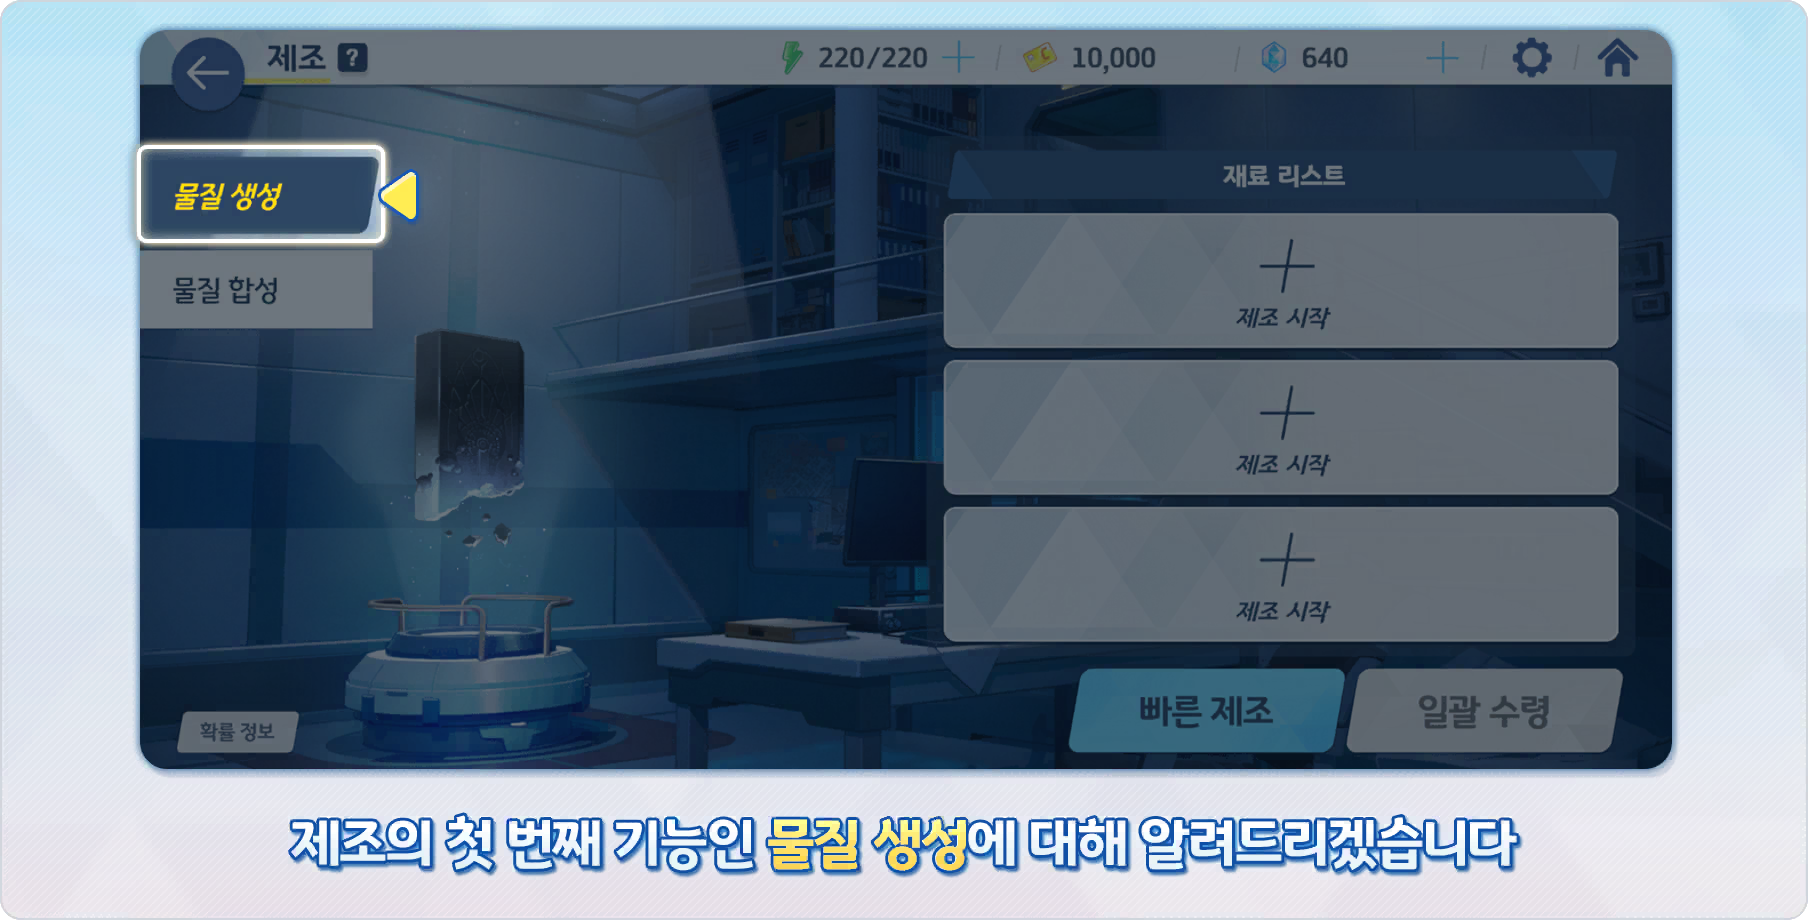 제조 ?
220/220
10,000
640
물질 생성
물질 합성
재료 리스트
제조 시작
제조 시작
제조 시작
확률 정보
빠른 제조
일괄 수령
제조의 첫 번째 기능인 물질 생성에 대해 알려드리겠습니다